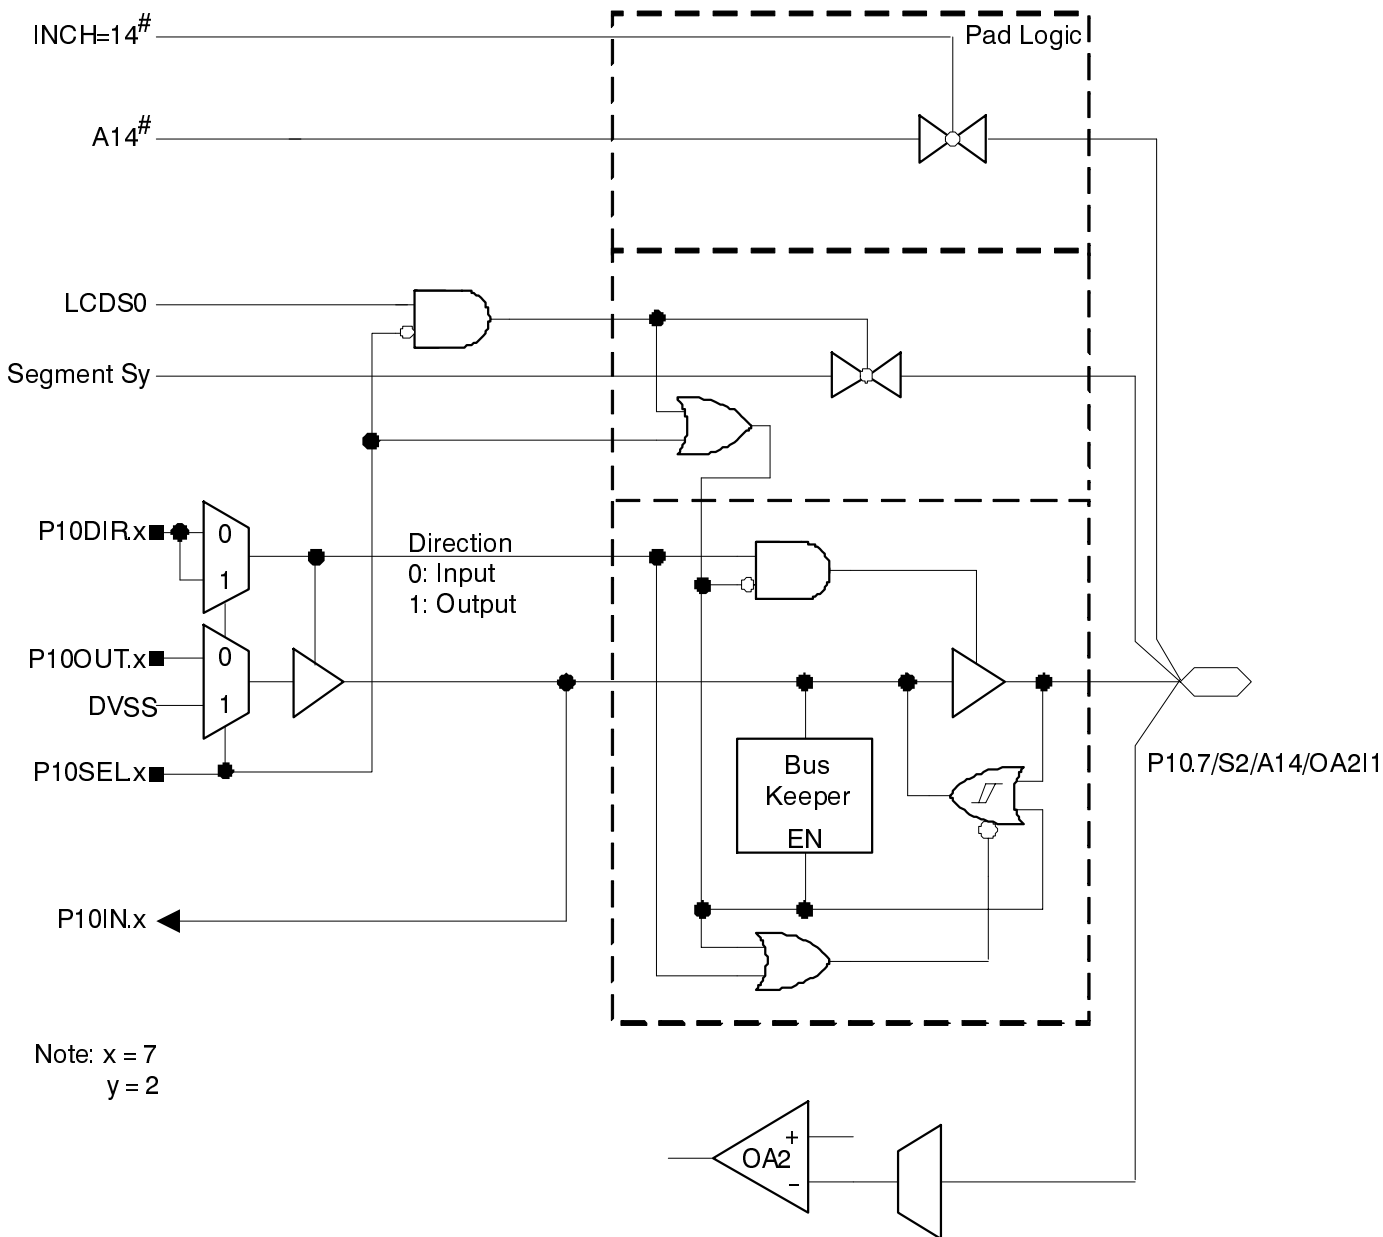 INCH=14#
Pad Logic
A14#
LCDS0
Segment Sy
P10DIR.x
0
1
Direction
0: Input
1: Output
P10OUT.x
0
DVSS
1
P10SEL.x
Bus
Keeper
EN
P10.7/S2/A14/OA2I1
P10IN.x
Note: x = 7
y = 2
+
OA2
−